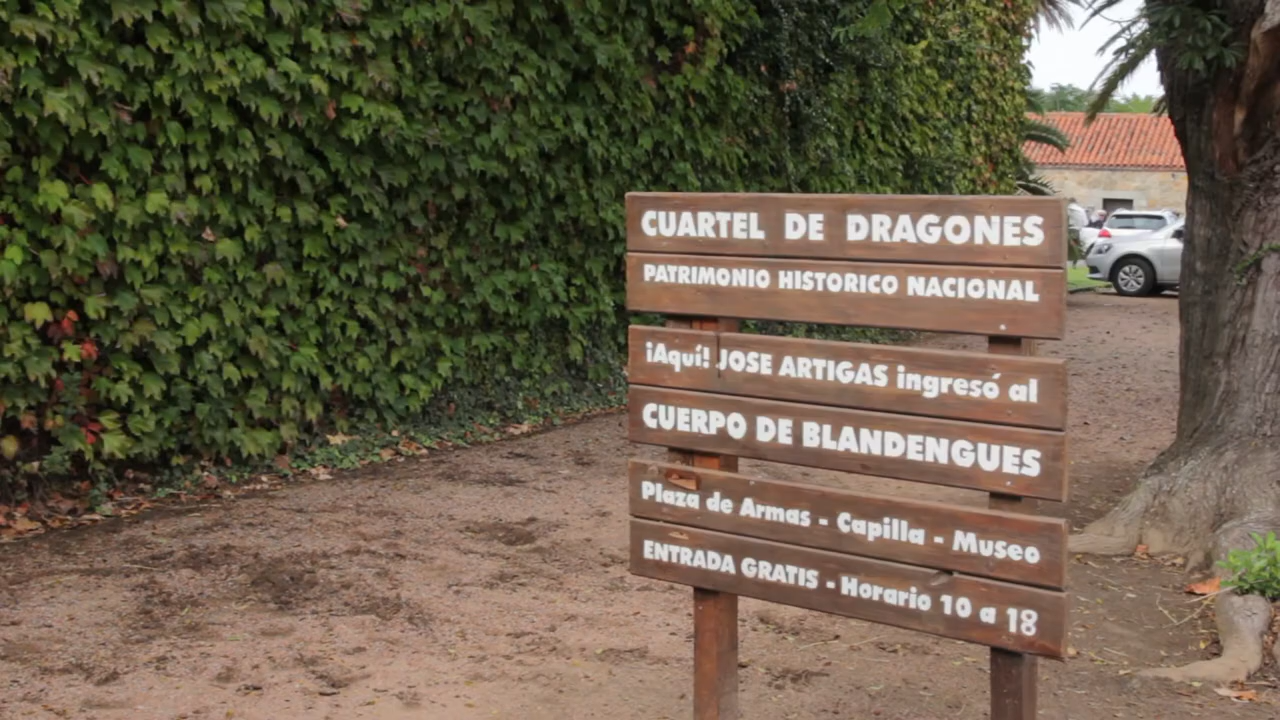 CUARTEL DE DRAGONES
PATRIMONIO HISTORICO NACIONAL
¡Aquí! JOSE ARTIGAS ingresó al
CUERPO DE BLANDENGUES
Plaza de Armas - Capilla - Museo
ENTRADA GRATIS - Horario 10 a 18